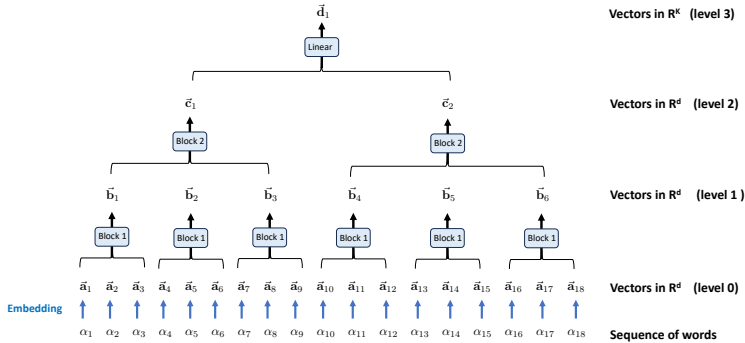 d⃗₁ Vectors in Rᴷ (level 3)
Linear
c⃗₁ c⃗₂ Vectors in Rᵈ (level 2)
Block 2 Block 2
b⃗₁ b⃗₂ b⃗₃ b⃗₄ b⃗₅ b⃗₆ Vectors in Rᵈ (level 1 )
Block 1 Block 1 Block 1 Block 1 Block 1 Block 1
a⃗₁ a⃗₂ a⃗₃ a⃗₄ a⃗₅ a⃗₆ a⃗₇ a⃗₈ a⃗₉ a⃗₁₀ a⃗₁₁ a⃗₁₂ a⃗₁₃ a⃗₁₄ a⃗₁₅ a⃗₁₆ a⃗₁₇ a⃗₁₈ Vectors in Rᵈ (level 0)
Embedding
α₁ α₂ α₃ α₄ α₅ α₆ α₇ α₈ α₉ α₁₀ α₁₁ α₁₂ α₁₃ α₁₄ α₁₅ α₁₆ α₁₇ α₁₈ Sequence of words